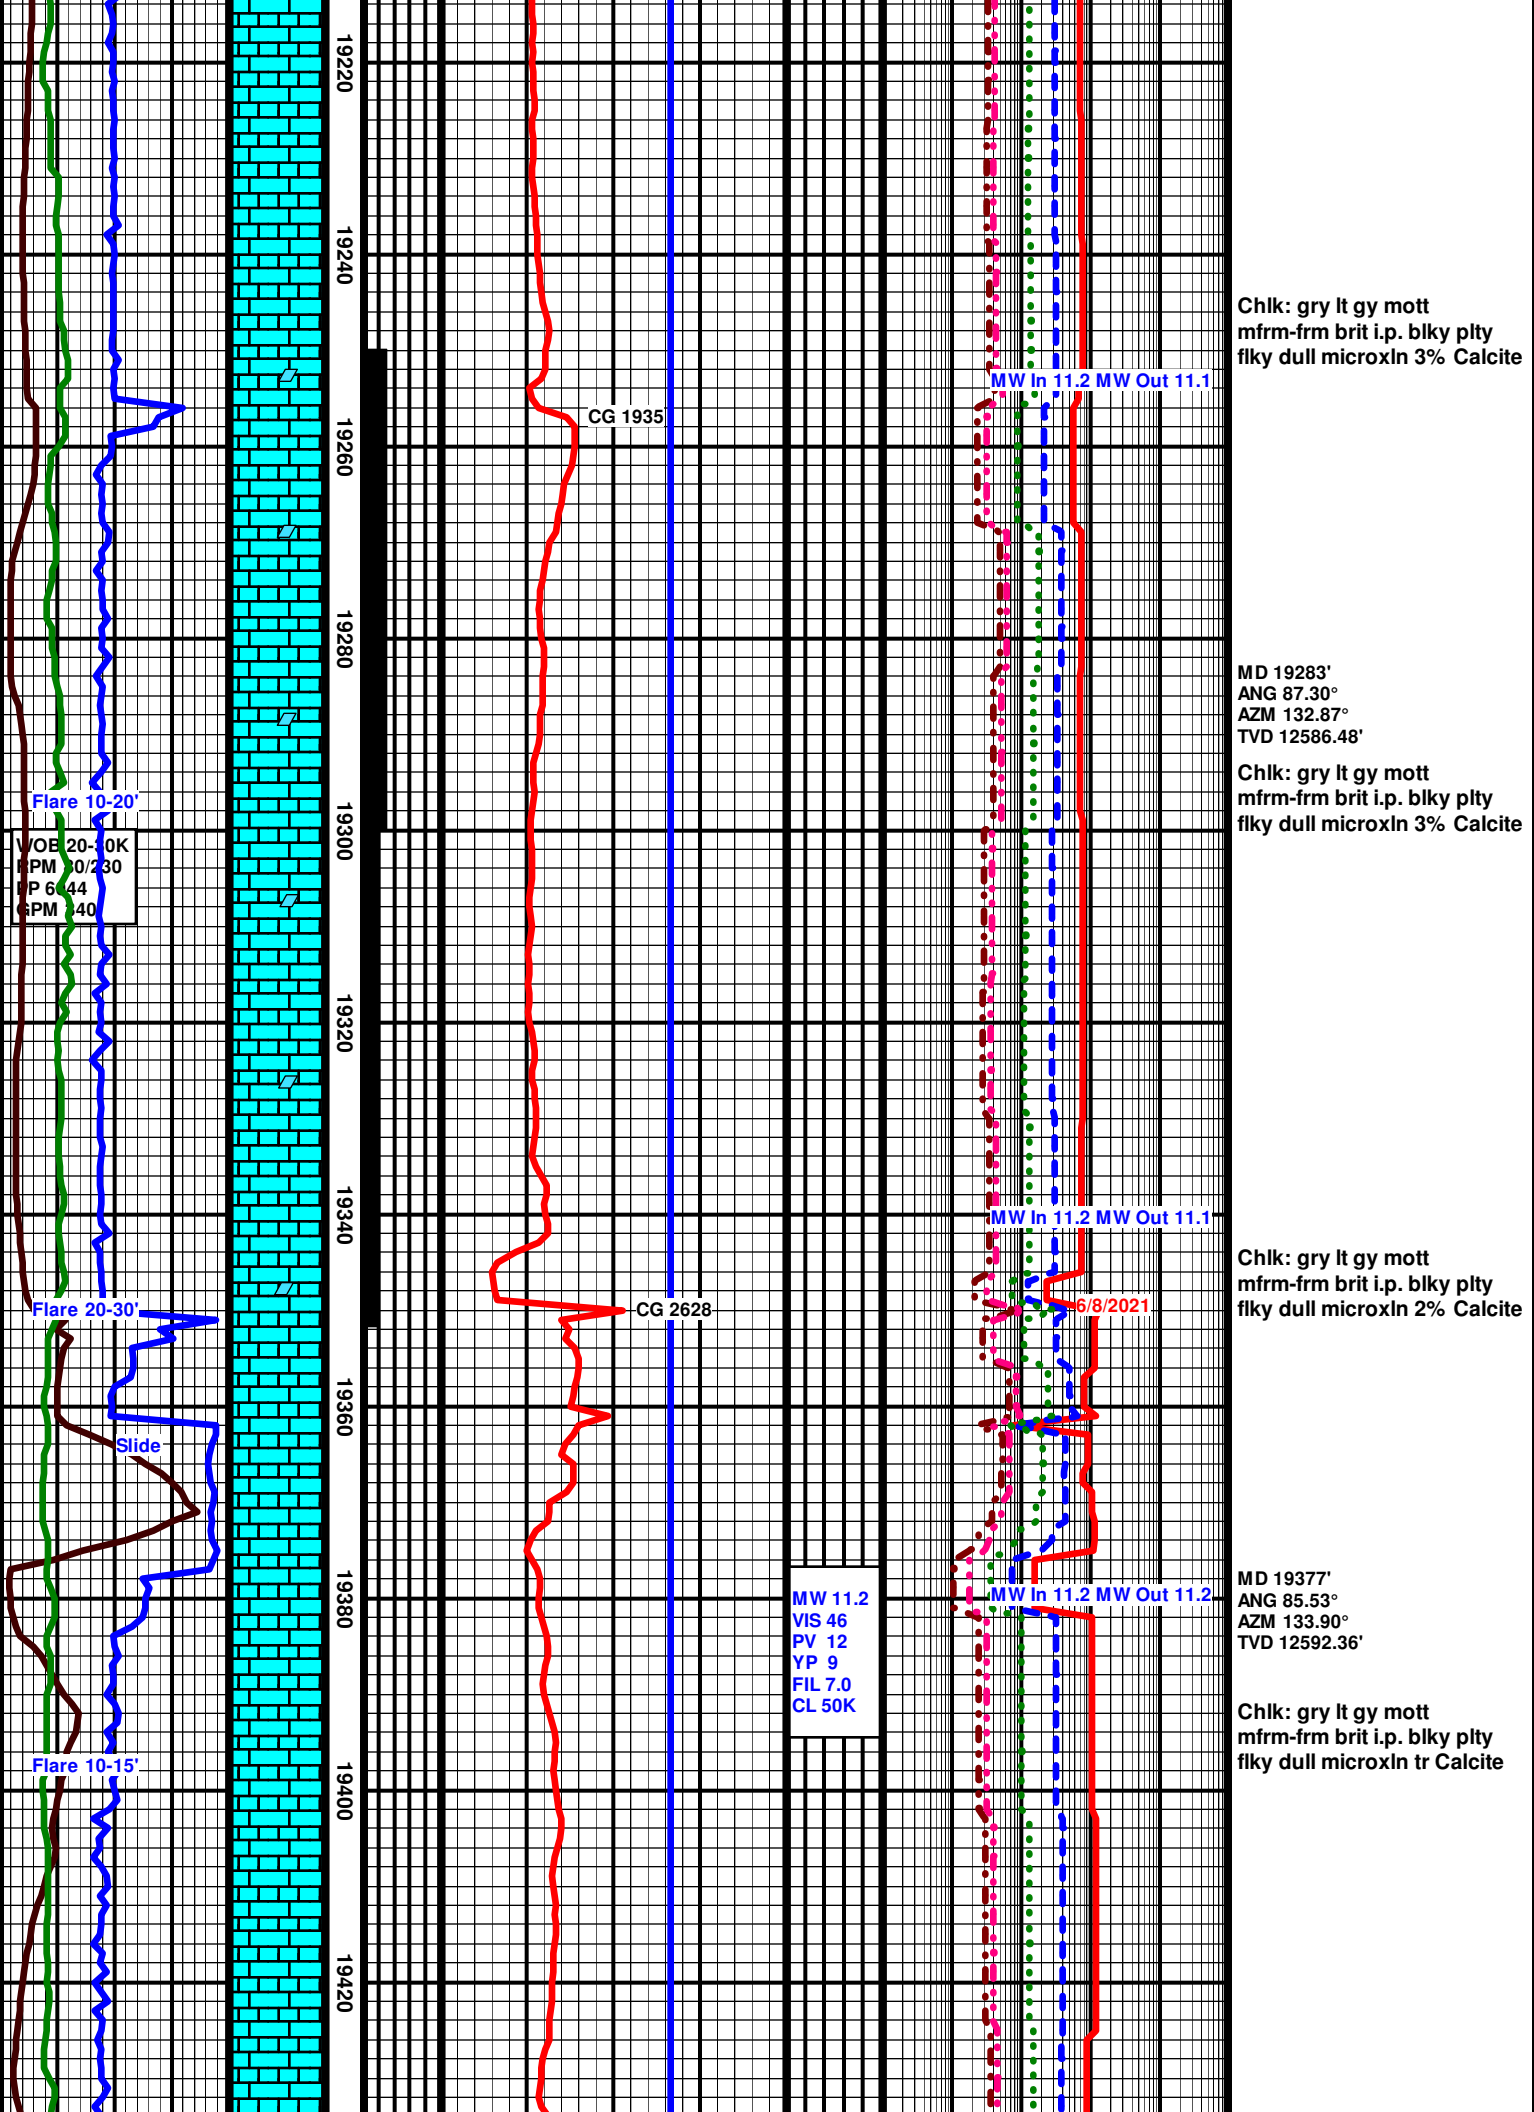 19220
19240
Chlk: gry lt gy mott
mfrm-frm brit i.p. blky plty
flky dull microxln 3% Calcite
MW In 11.2 MW Out 11.1
CG 1935
19260
19280
MD 19283'
ANG 87.30°
AZM 132.87°
TVD 12586.48'
Chlk: gry lt gy mott
mfrm-frm brit i.p. blky plty
flky dull microxln 3% Calcite
Flare 10-20'
19300
WOB
RPM
GPM
19320
19340
MW In 11.2 MW Out 11.1
Chlk: gry lt gy mott
mfrm-frm brit i.p. blky plty
flky dull microxln 2% Calcite
Flare 20-30'
CG 2628
6/8/2021
19360
Slide
19380
MW In 11.2 MW Out 11.2
MW 11.2
VIS 46
PV 12
YP 9
FIL 7.0
CL 50K
MD 19377'
ANG 85.53°
AZM 133.90°
TVD 12592.36'
Chlk: gry lt gy mott
mfrm-frm brit i.p. blky plty
flky dull microxln tr Calcite
Flare 10-15'
19400
19420